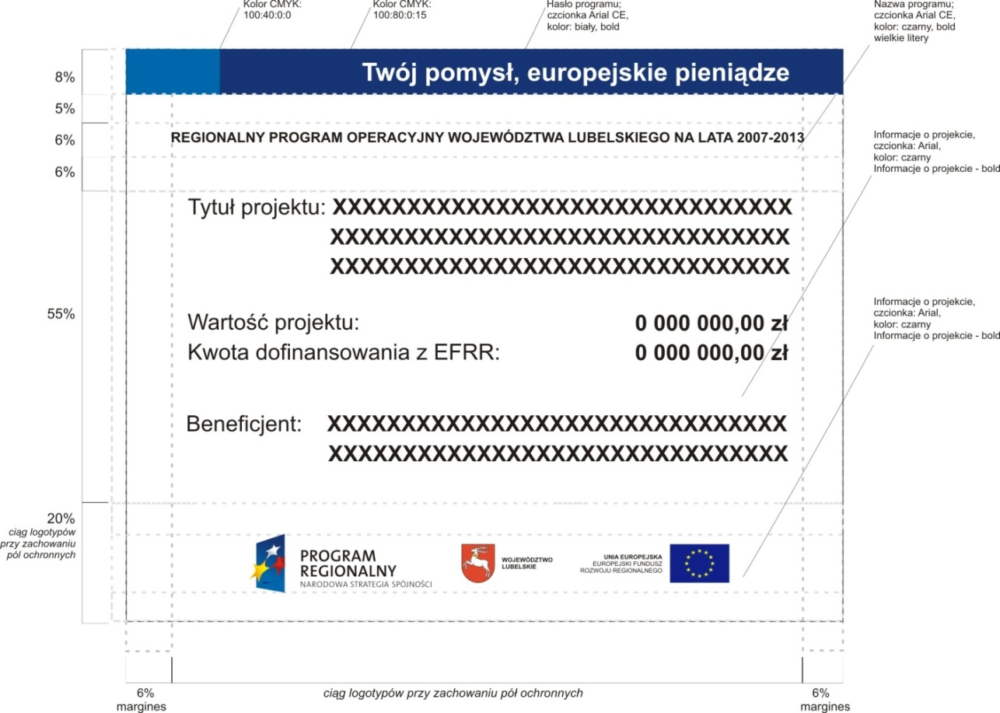 Kolor CMYK:
100:40:0:0
Kolor CMYK:
100:80:0:15
Hasło programu;
czcionka Arial CE,
kolor: biały, bold
Nazwa programu;
czcionka Arial CE,
kolor: czarny, bold
wielkie litery
8%
Twój pomysł, europejskie pieniądze
5%
6%
REGIONALNY PROGRAM OPERACYJNY WOJEWÓDZTWA LUBELSKIEGO NA LATA 2007-2013
6%
Informacje o projekcie,
czcionka: Arial,
kolor: czarny
Informacje o projekcie - bold
Tytuł projektu: XXXXXXXXXXXXXXXXXXXXXXXXXXXXXXX
XXXXXXXXXXXXXXXXXXXXXXXXXXXXXXX
XXXXXXXXXXXXXXXXXXXXXXXXXXXXXXX
55%
Wartość projektu: 0 000 000,00 zł
Kwota dofinansowania z EFRR: 0 000 000,00 zł
Informacje o projekcie,
czcionka: Arial,
kolor: czarny
Informacje o projekcie - bold
Beneficjent: XXXXXXXXXXXXXXXXXXXXXXXXXXXXXXX
XXXXXXXXXXXXXXXXXXXXXXXXXXXXXXX
20%
ciąg logotypów
przy zachowaniu
pól ochronnych
PROGRAM
REGIONALNY
NARODOWA STRATEGIA SPÓJNOŚCI
WOJEWÓDZTWO
LUBELSKIE
UNIA EUROPEJSKA
EUROPEJSKI FUNDUSZ
ROZWOJU REGIONALNEGO
6%
margines
ciąg logotypów przy zachowaniu pól ochronnych
6%
margines